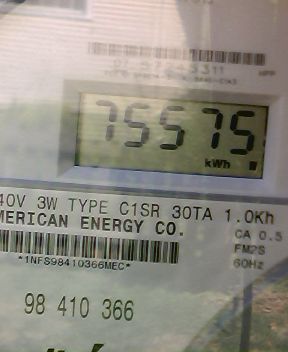 75575
kWh
40V 3W TYPE C1SR 30TA 1.0Kh
MERICAN ENERGY CO.
CA 0.5
FM2S
60Hz
*1NFS98410366MEC*
98 410 366